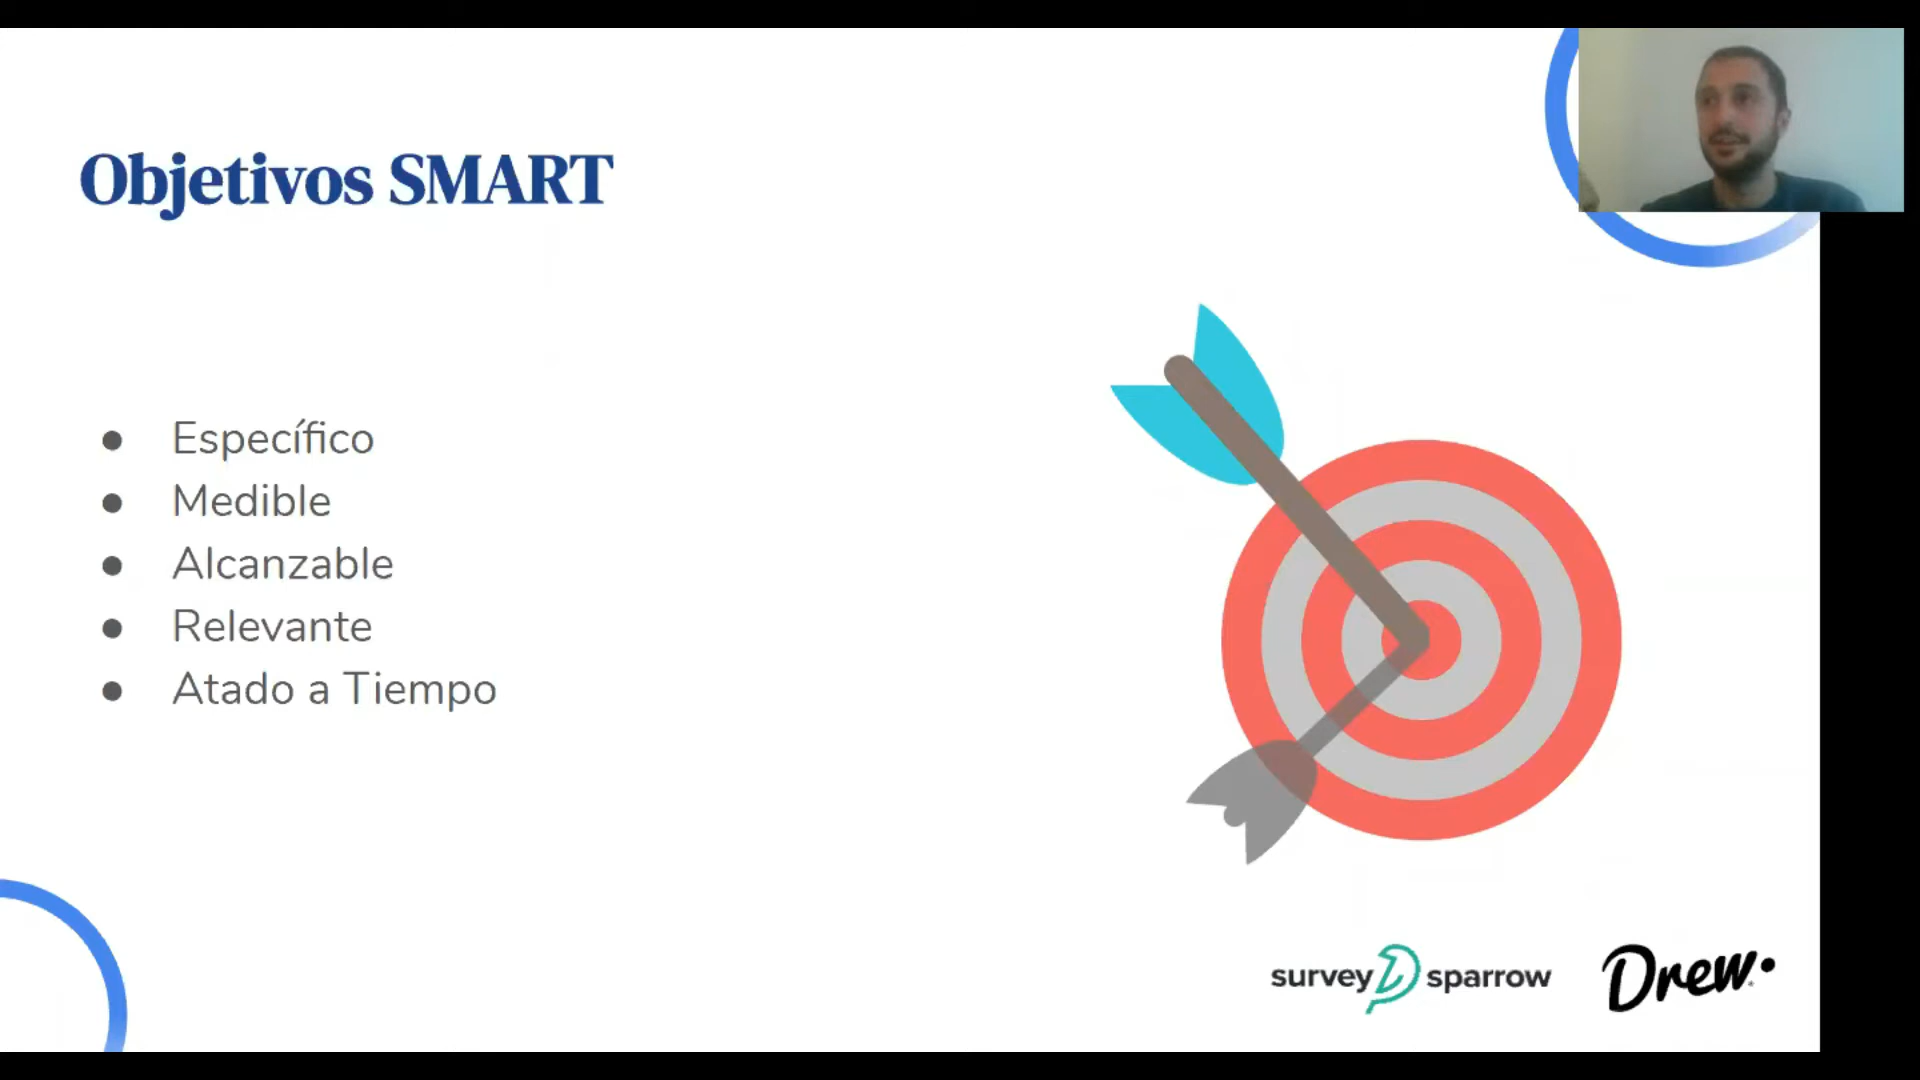 Objetivos SMART
● Específico
● Medible
● Alcanzable
● Relevante
● Atado a Tiempo
survey sparrow
Drew